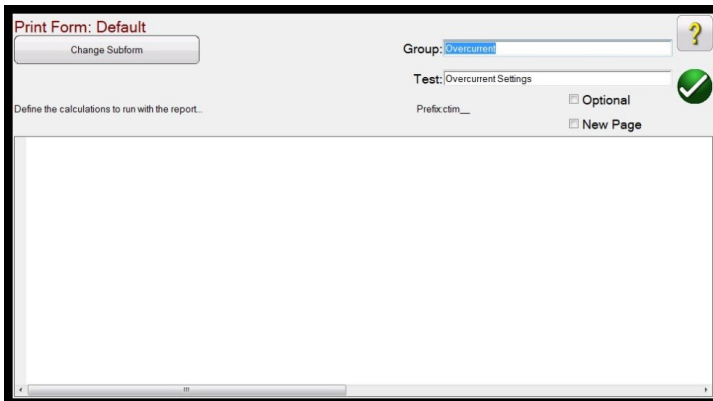 Print Form: Default
Change Subform
Group: Overcurrent
Test: Overcurrent Settings
Define the calculations to run with the report...
Prefix:ctim__
Optional
New Page